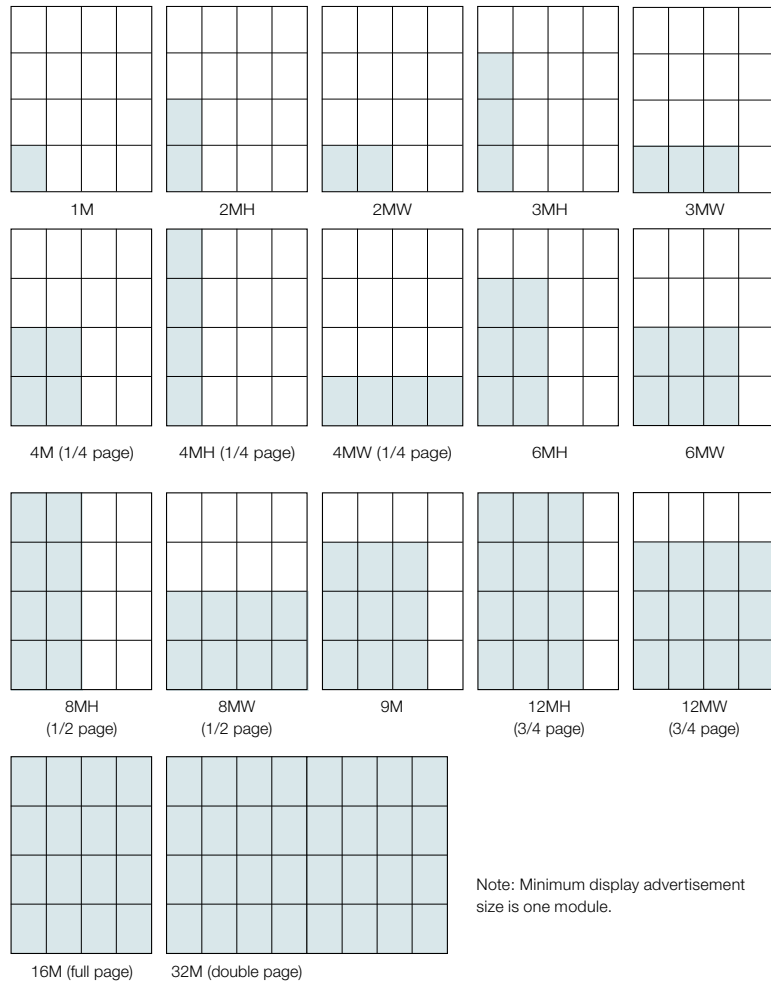 1M
2MH
2MW
3MH
3MW
4M (1/4 page)
4MH (1/4 page)
4MW (1/4 page)
6MH
6MW
8MH
(1/2 page)
8MW
(1/2 page)
9M
12MH
(3/4 page)
12MW
(3/4 page)
16M (full page)
32M (double page)
Note: Minimum display advertisement
size is one module.